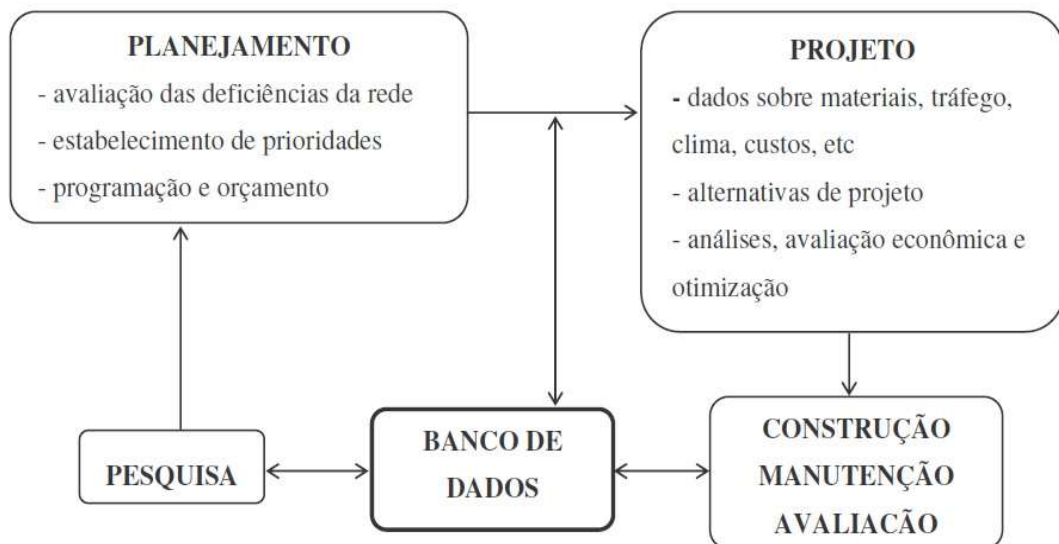 PLANEJAMENTO
- avaliação das deficiências da rede
- estabelecimento de prioridades
- programação e orçamento
PROJETO
- dados sobre materiais, tráfego,
clima, custos, etc
- alternativas de projeto
- análises, avaliação econômica e
otimização
PESQUISA
BANCO DE
DADOS
CONSTRUÇÃO
MANUTENÇÃO
AVALIACÃO